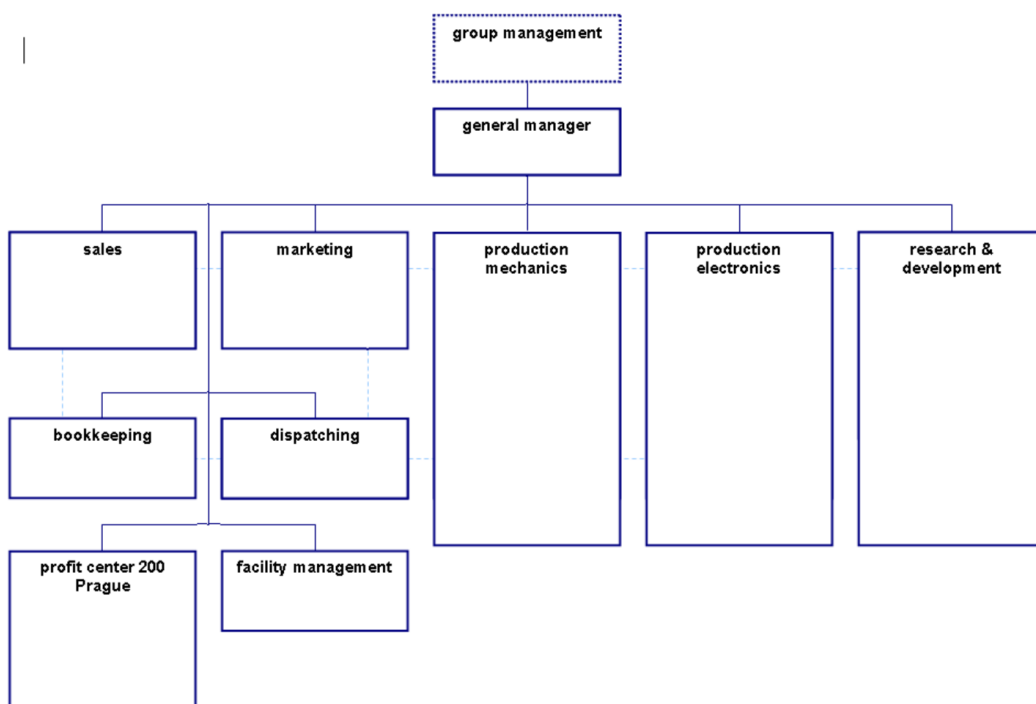 group management
general manager
sales
marketing
production
mechanics
production
electronics
research &
development
bookkeeping
dispatching
profit center 200
Prague
facility management